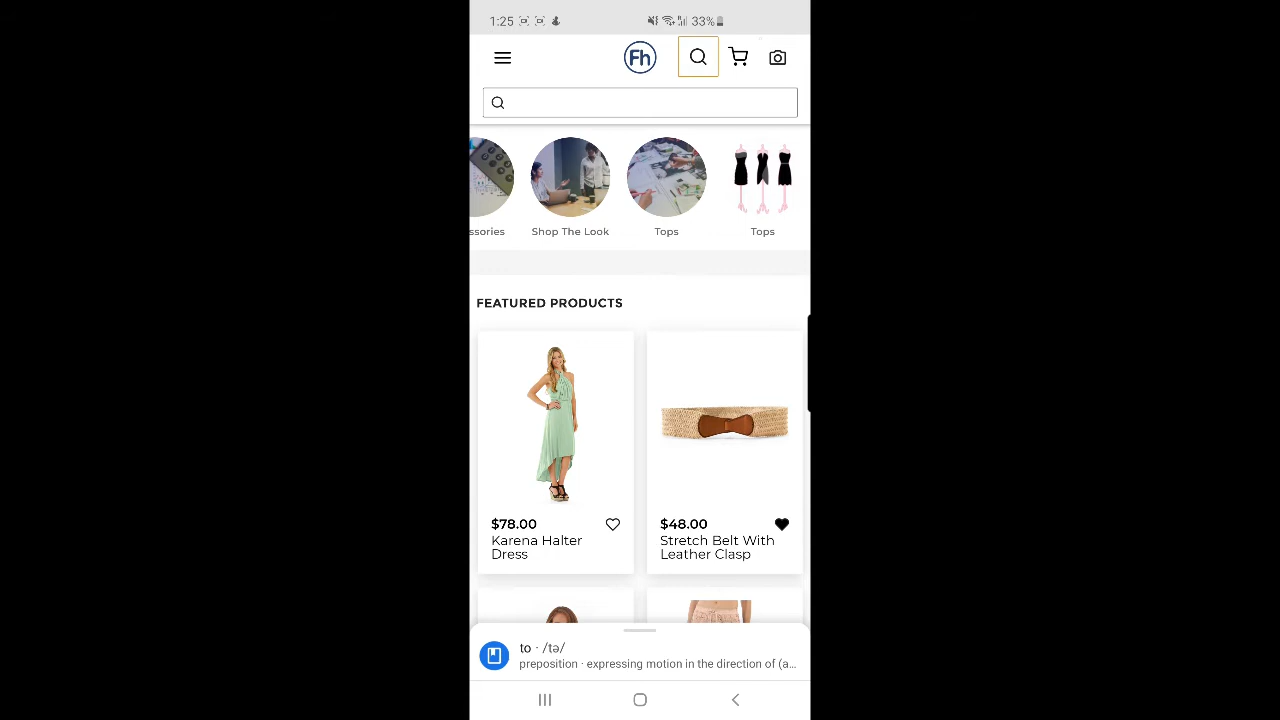 1:25 33%
Fh
ssories Shop The Look Tops Tops
FEATURED PRODUCTS
$78.00
Karena Halter
Dress
$48.00
Stretch Belt With
Leather Clasp
to · /tə/
preposition · expressing motion in the direction of (a...